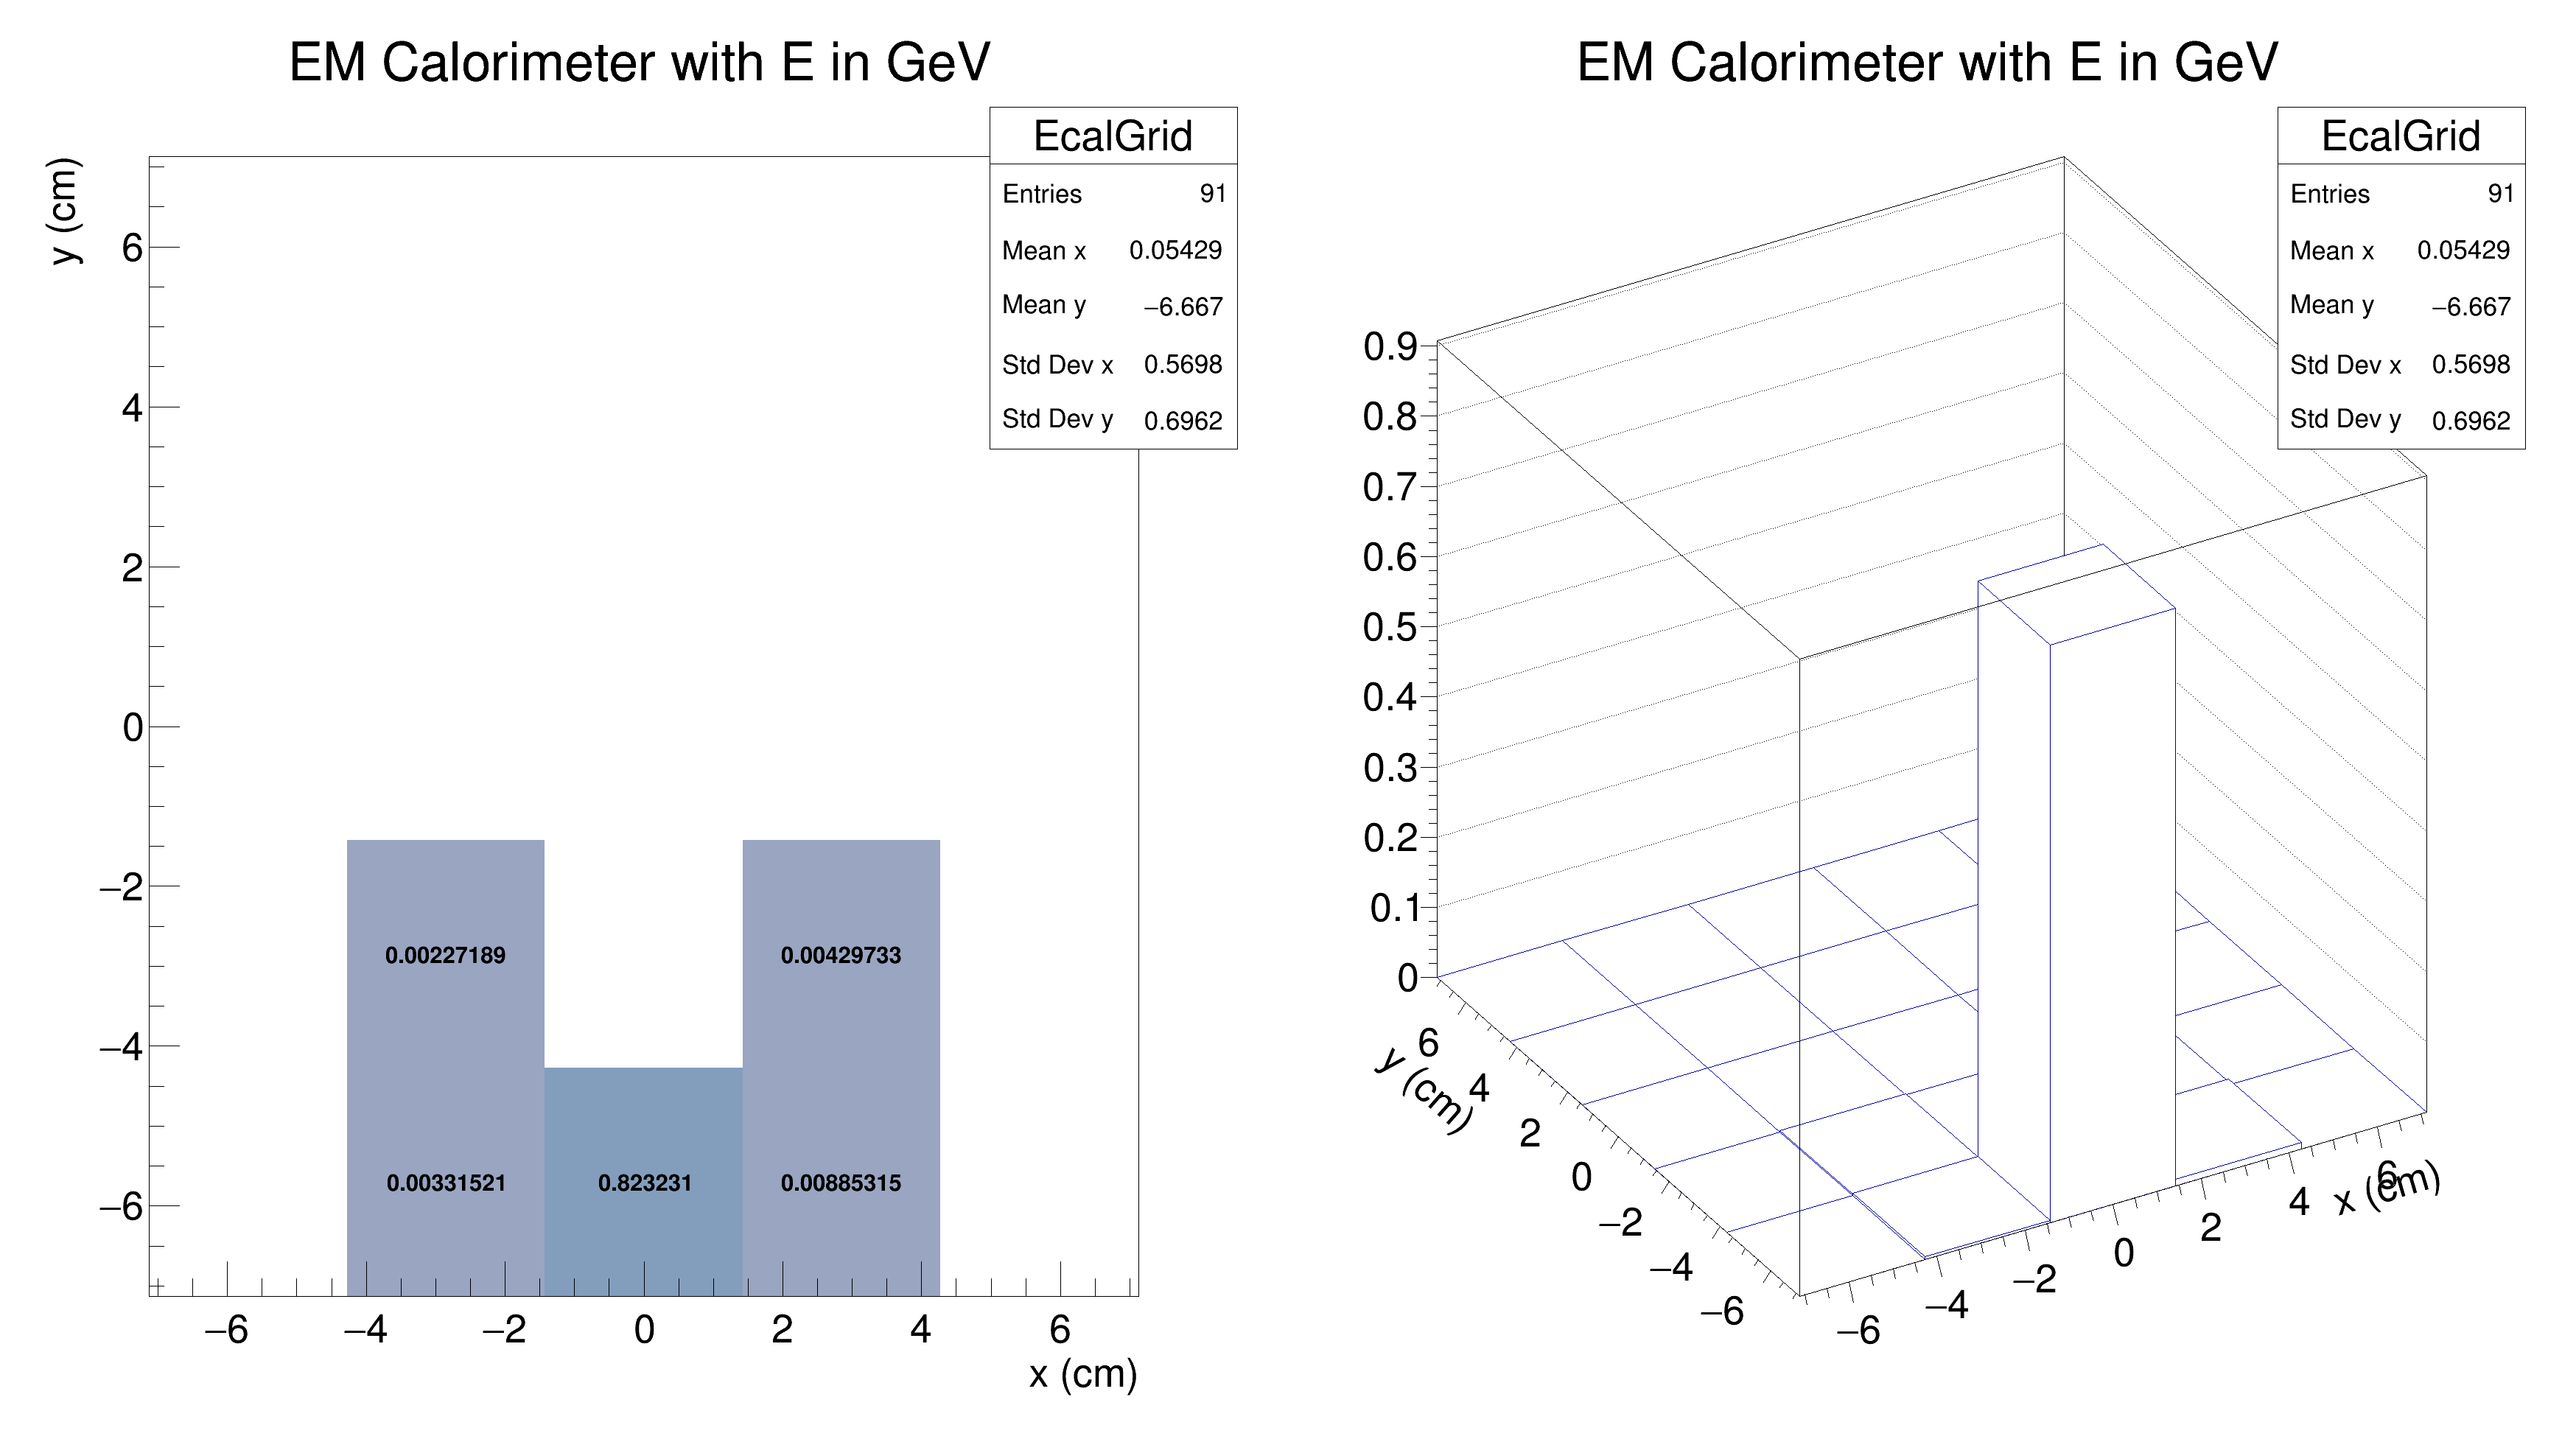 EM Calorimeter with E in GeV
EcalGrid
Entries 91
Mean x 0.05429
Mean y −6.667
Std Dev x 0.5698
Std Dev y 0.6962
y (cm)
6
4
2
0
−2
−4
−6
0.00227189 0.00429733
0.00331521 0.823231 0.00885315
−6 −4 −2 0 2 4 6
x (cm)
EM Calorimeter with E in GeV
EcalGrid
Entries 91
Mean x 0.05429
Mean y −6.667
Std Dev x 0.5698
Std Dev y 0.6962
0.9
0.8
0.7
0.6
0.5
0.4
0.3
0.2
0.1
0
6
4
2
0
−2
−4
−6
y (cm)
−6 −4 −2 0 2 4 6
x (cm)